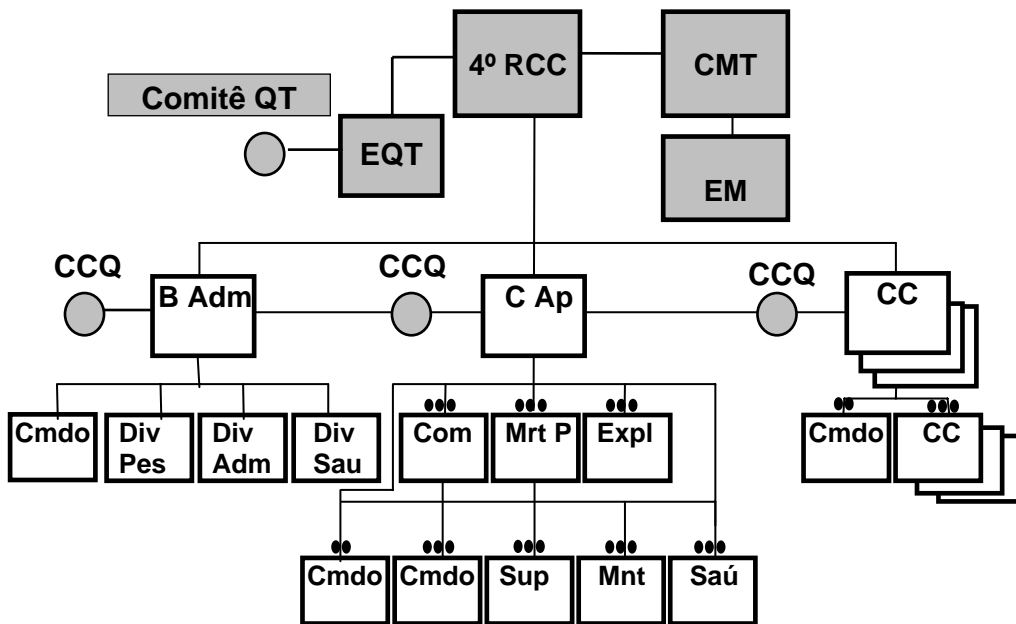 4º RCC
CMT
Comitê QT
EQT
EM
CCQ
CCQ
CCQ
B Adm
C Ap
CC
Cmdo
Div
Pes
Div
Adm
Div
Sau
Com
Mrt P
Expl
Cmdo
CC
Cmdo
Cmdo
Sup
Mnt
Saú